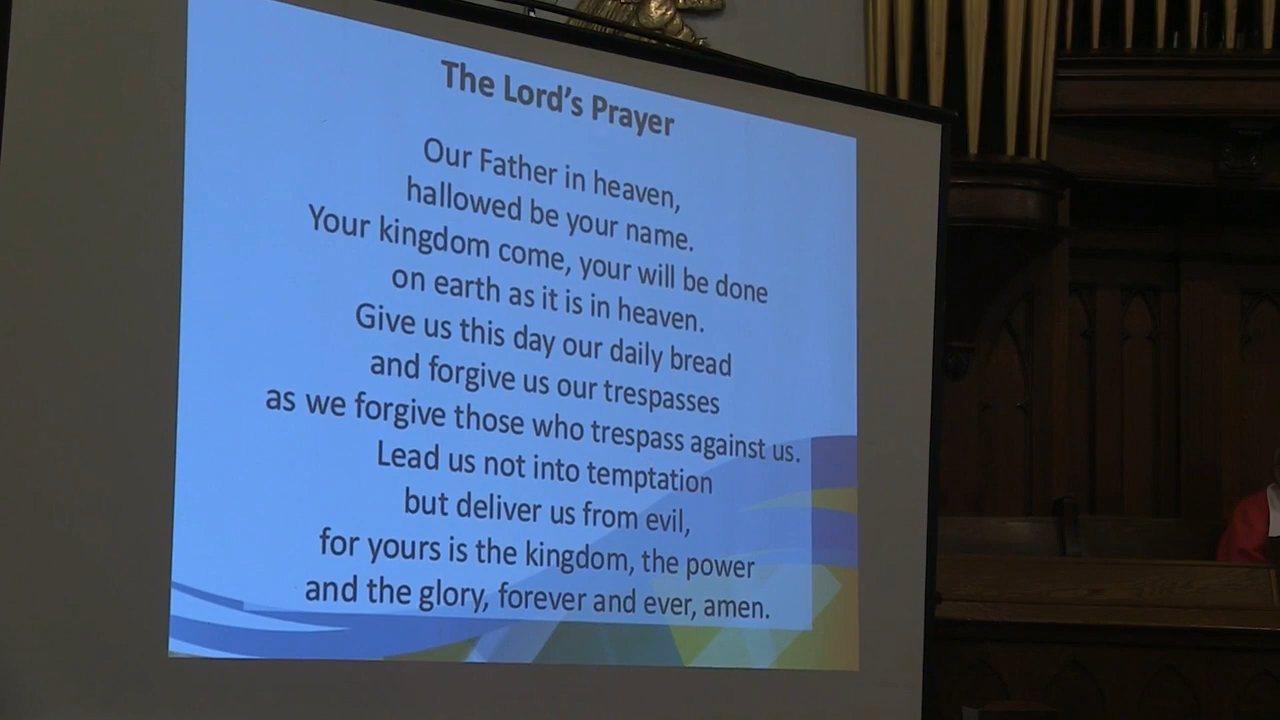 The Lord's Prayer
Our Father in heaven,
hallowed be your name.
Your kingdom come, your will be done
on earth as it is in heaven.
Give us this day our daily bread
and forgive us our trespasses
as we forgive those who trespass against us.
Lead us not into temptation
but deliver us from evil,
for yours is the kingdom, the power
and the glory, forever and ever, amen.